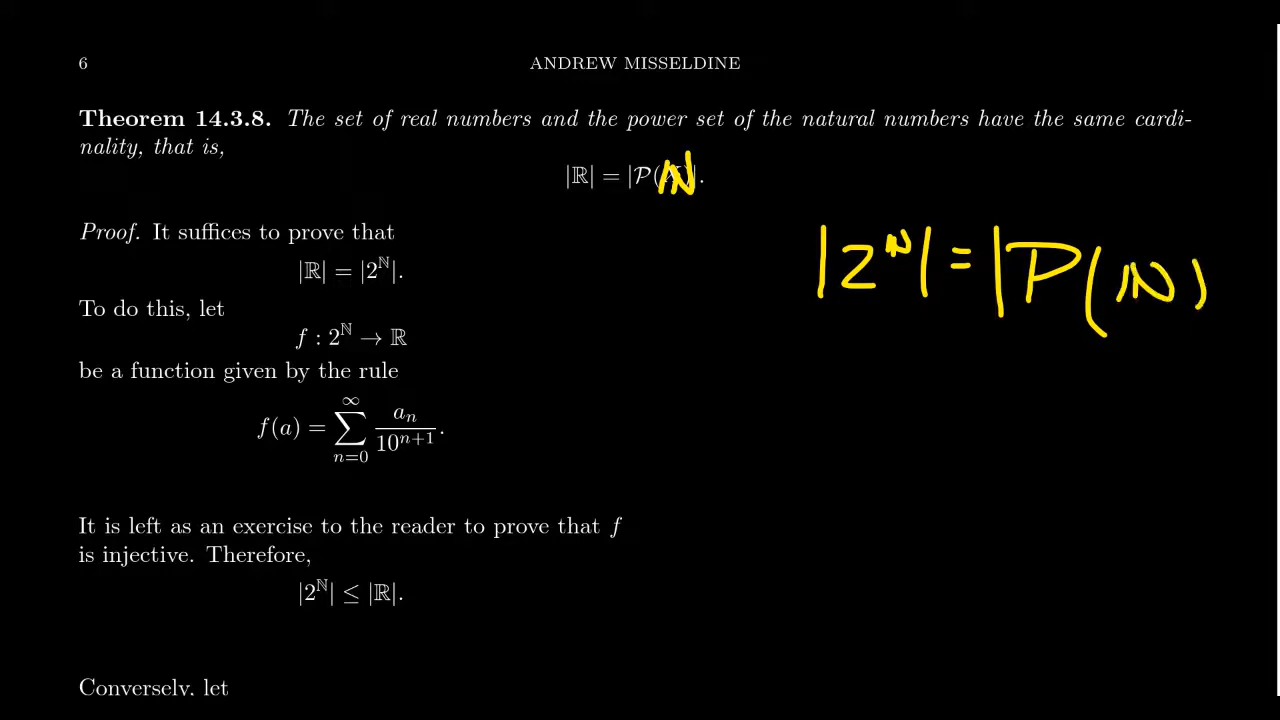 6 ANDREW MISSELDINE
Theorem 14.3.8. The set of real numbers and the power set of the natural numbers have the same cardi-
nality, that is,
|ℝ| = |𝒫(ℕ)|.
Proof. It suffices to prove that
|ℝ| = |2^ℕ|.
|2^ℕ| = |𝒫(ℕ)
To do this, let
f : 2^ℕ → ℝ
be a function given by the rule
f(a) = ∑_{n=0}^{∞} a_n / 10^{n+1}.
It is left as an exercise to the reader to prove that f
is injective. Therefore,
|2^ℕ| ≤ |ℝ|.
Conversely, let